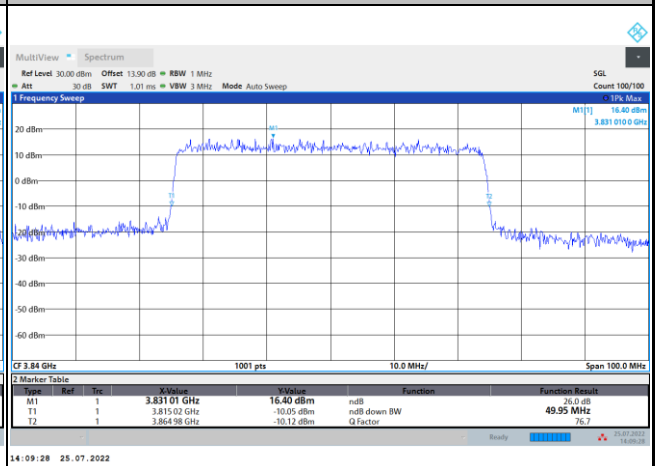 MultiView Spectrum
Ref Level 30.00 dBm Offset 13.90 dB RBW 1 MHz SGL
Att 30 dB SWT 1.01 ms VBW 3 MHz Mode Auto Sweep Count 100/100
1 Frequency Sweep 1Pk Max
M1[1] 16.40 dBm
3.831 010 0 GHz
M1
20 dBm
10 dBm
0 dBm
T1 T2
-10 dBm
-20 dBm
-30 dBm
-40 dBm
-50 dBm
-60 dBm
CF 3.84 GHz 1001 pts 10.0 MHz/ Span 100.0 MHz
2 Marker Table
Type Ref Trc X-Value Y-Value Function Function Result
M1 1 3.831 01 GHz 16.40 dBm ndB 26.0 dB
T1 1 3.815 02 GHz -10.05 dBm ndB down BW 49.95 MHz
T2 1 3.864 98 GHz -10.12 dBm Q Factor 76.7
Ready 25.07.2022
14:09:28
14:09:28 25.07.2022